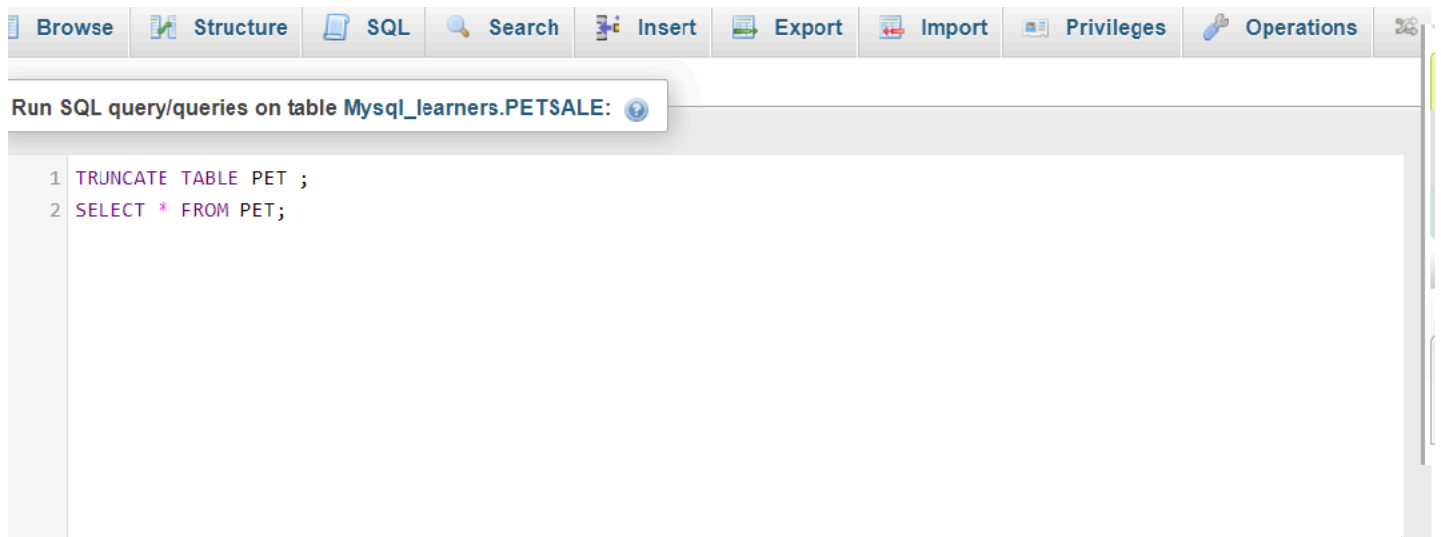 Browse Structure SQL Search Insert Export Import Privileges Operations
Run SQL query/queries on table Mysql_learners.PETSALE:
1 TRUNCATE TABLE PET ;
2 SELECT * FROM PET;